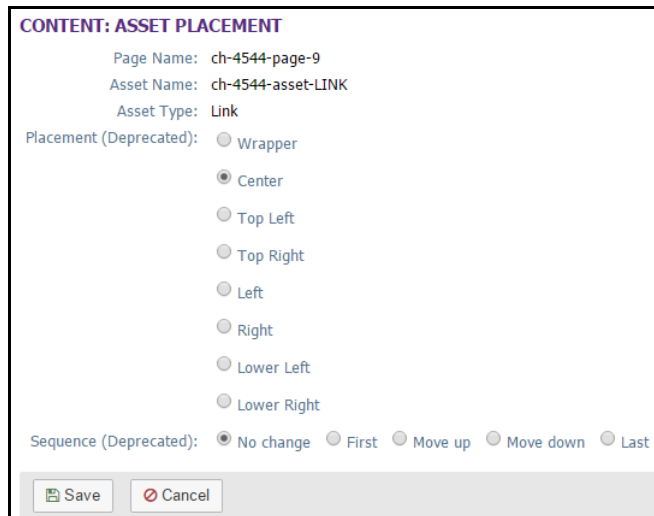 CONTENT: ASSET PLACEMENT
Page Name: ch-4544-page-9
Asset Name: ch-4544-asset-LINK
Asset Type: Link
Placement (Deprecated): Wrapper
Center
Top Left
Top Right
Left
Right
Lower Left
Lower Right
Sequence (Deprecated): No change First Move up Move down Last
Save Cancel